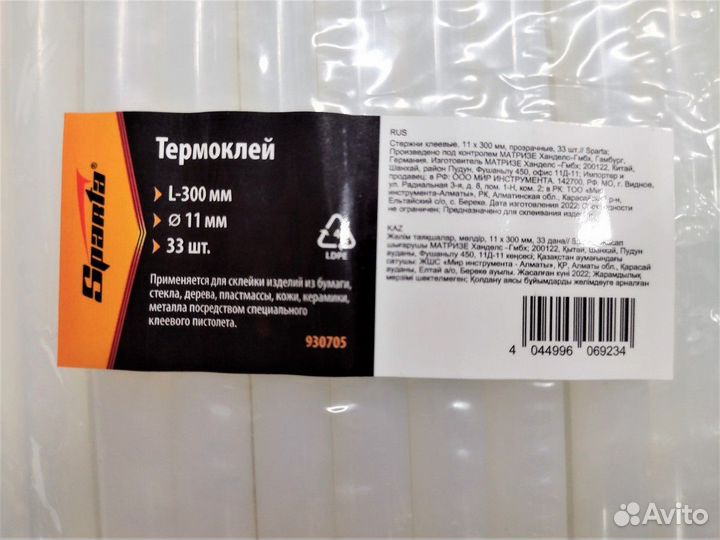 Sparta®
Термоклей
L-300 мм
⌀ 11 мм
33 шт.
4
LDPE
Применяется для склейки изделий из бумаги,
стекла, дерева, пластмассы, кожи, керамики,
металла посредством специального
клеевого пистолета.
930705
RUS
Стержни клеевые, 11 х 300 мм, прозрачные, 33 шт.// Sparta;
Произведено под контролем МАТРИЗЕ Ханделс-Гмбх, Гамбург,
Германия. Изготовитель МАТРИЗЕ Ханделс –Гмбх; 200122, Китай,
Шанхай, район Пудун, Фушаньлу 450, офис 11Д-11; Импортер и
продавец: в РФ: ООО МИР ИНСТРУМЕНТА, 142700, РФ, МО, г. Видное,
ул. Радиальная 3-я, д. 8, пом. 1-Н, ком. 2; в РК, ТОО «Мир
инструмента-Алматы», РК, Алматинская обл., Карасайский р-н,
Ельтайский с/о, с. Береке. Дата изготовления 2022;
не ограничен; Предназначено для склеивания изделий
KAZ
Желім таяқшалар, мөлдір, 11 х 300 мм, 33 дана//
шығарушы МАТРИЗЕ Ханделс –Гмбх; 200122, Қытай, Шанхай, Пудун
ауданы, Фушаньлу 450, 11Д-11 кеңсесі; Қазақстан аумағындағы
сатушы: ЖШС «Мир инструмента - Алматы», ҚР, Алматы обл., Қарасай
ауданы, Елтай а/о, Береке ауылы. Жасалған күні 2022; Жарамдылық
мерзімі шектелмеген; Қолдану аясы бұйымдарды желімдеуге арналған
4 044996 069234
Avito